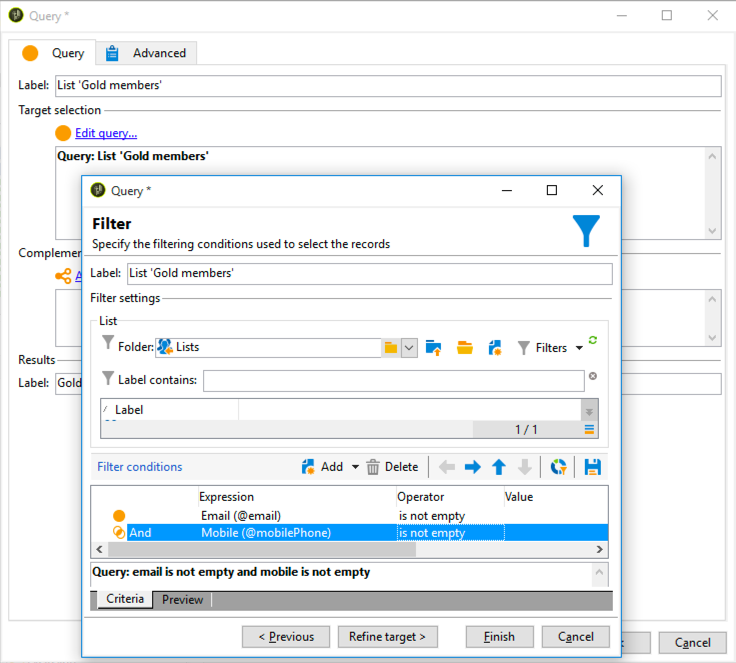 Query *
Query Advanced
Label: List 'Gold members'
Target selection
Edit query...
Query: List 'Gold members'
Query *
Filter
Specify the filtering conditions used to select the records
Label: List 'Gold members'
Filter settings
List
Folder: Lists Filters
Label contains:
Label
1 / 1
Filter conditions Add Delete
Expression Operator Value
Email (@email) is not empty
And Mobile (@mobilePhone) is not empty
Query: email is not empty and mobile is not empty
Criteria Preview
< Previous Refine target > Finish Cancel
Results
Label: Gold
Cancel